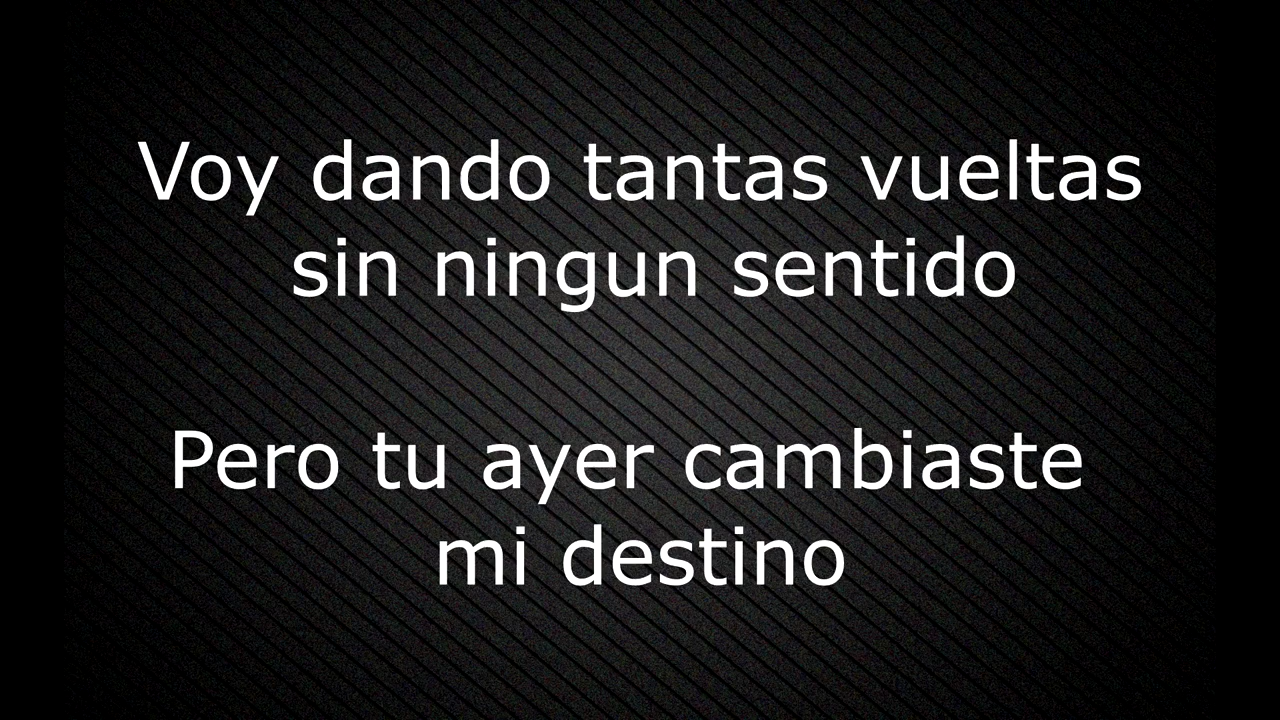 Voy dando tantas vueltas
sin ningun sentido
Pero tu ayer cambiaste
mi destino